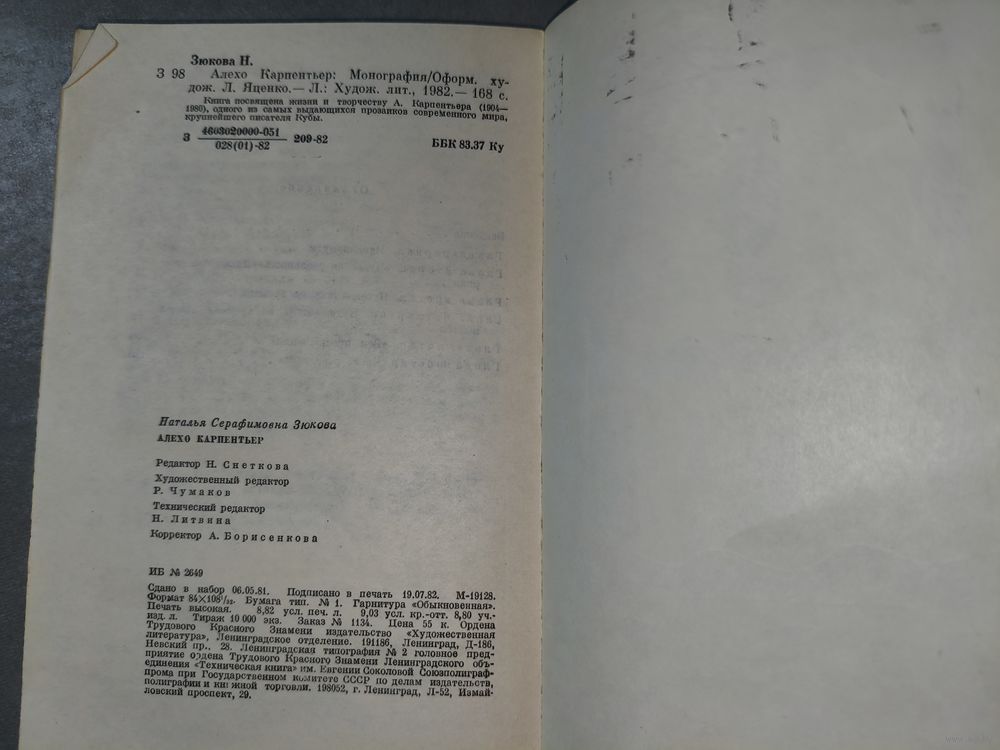 Зюкова Н.
З 98 Алехо Карпентьер: Монография/Оформ. ху-
дож. Л. Яценко.— Л.: Худож. лит., 1982.— 168 с.
Книга посвящена жизни и творчеству А. Карпентьера (1904—
1980), одного из самых выдающихся прозаиков современного мира,
крупнейшего писателя Кубы.
З 4603020000-051 209-82
028(01)-82
ББК 83.37 Ку
Наталья Серафимовна Зюкова
АЛЕХО КАРПЕНТЬЕР
Редактор Н. Снеткова
Художественный редактор
Р. Чумаков
Технический редактор
Н. Литвина
Корректор А. Борисенкова
ИБ № 2649
Сдано в набор 06.05.81. Подписано в печать 19.07.82. М-19128.
Формат 84×108¹/₃₂. Бумага тип. № 1. Гарнитура «Обыкновенная».
Печать высокая. 8,82 усл. печ. л. 9,03 усл. кр.-отт. 8,80 уч.-
изд. л. Тираж 10 000 экз. Заказ № 1134. Цена 55 к. Ордена
Трудового Красного Знамени издательство «Художественная
литература», Ленинградское отделение. 191186, Ленинград, Д-186,
Невский пр., 28. Ленинградская типография № 2 головное пред-
приятие ордена Трудового Красного Знамени Ленинградского объ-
единения «Техническая книга» им. Евгении Соколовой Союзполиграф-
прома при Государственном комитете СССР по делам издательств,
полиграфии и книжной торговли. 198052, г. Ленинград, Л-52, Измай-
ловский проспект, 29.